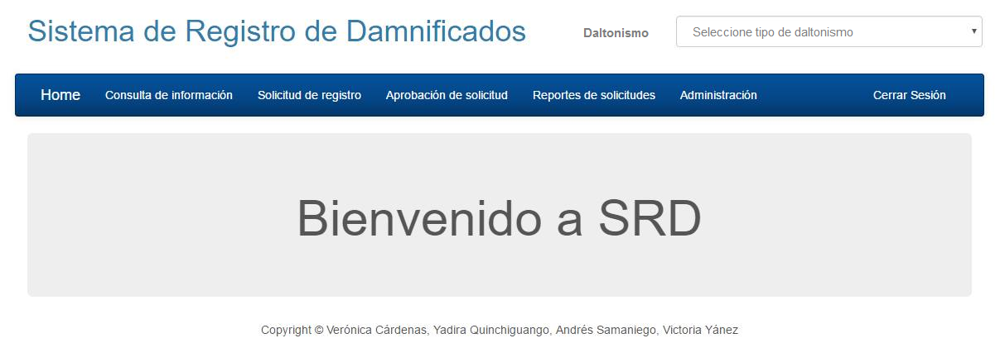 Sistema de Registro de Damnificados
Daltonismo
Seleccione tipo de daltonismo
Home Consulta de información Solicitud de registro Aprobación de solicitud Reportes de solicitudes Administración Cerrar Sesión
Bienvenido a SRD
Copyright © Verónica Cárdenas, Yadira Quinchiguango, Andrés Samaniego, Victoria Yánez